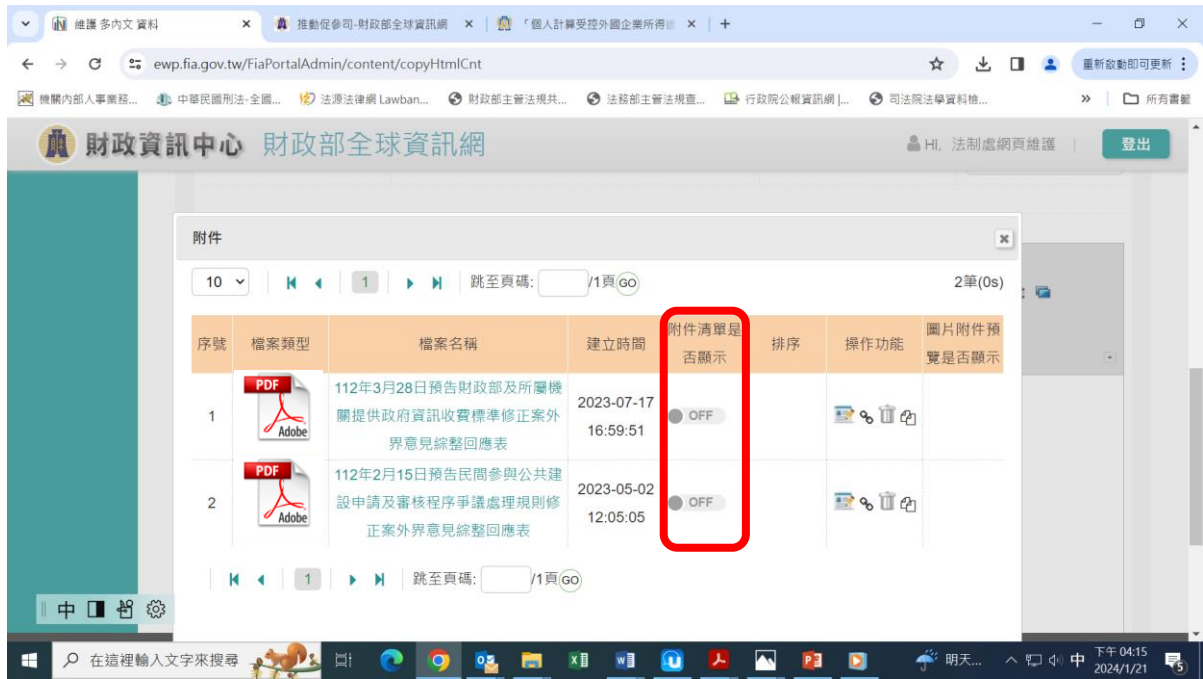 維護 多內文 資料
推動促參司-財政部全球資訊網
「個人計算受控外國企業所得
ewp.fia.gov.tw/FiaPortalAdmin/content/copyHtmlCnt
重新啟動即可更新
機關內部人事業務...
中華民國刑法-全國...
法源法律網 Lawban...
財政部主管法規共...
法務部主管法規查...
行政院公報資訊網 |...
司法院法學資料檢...
»
所有書籤
財政資訊中心 財政部全球資訊網
HI, 法制處網頁維護
登出
附件
10
1
跳至頁碼:
/1頁 GO
2筆(0s)
序號 檔案類型 檔案名稱 建立時間 附件清單是否顯示 排序 操作功能 圖片附件預覽是否顯示
1
PDF
Adobe
112年3月28日預告財政部及所屬機
關提供政府資訊收費標準修正案外
界意見綜整回應表
2023-07-17
16:59:51
OFF
2
PDF
Adobe
112年2月15日預告民間參與公共建
設申請及審核程序爭議處理規則修
正案外界意見綜整回應表
2023-05-02
12:05:05
OFF
1
跳至頁碼:
/1頁 GO
中
在這裡輸入文字來搜尋
明天...
中
下午 04:15
2024/1/21
5